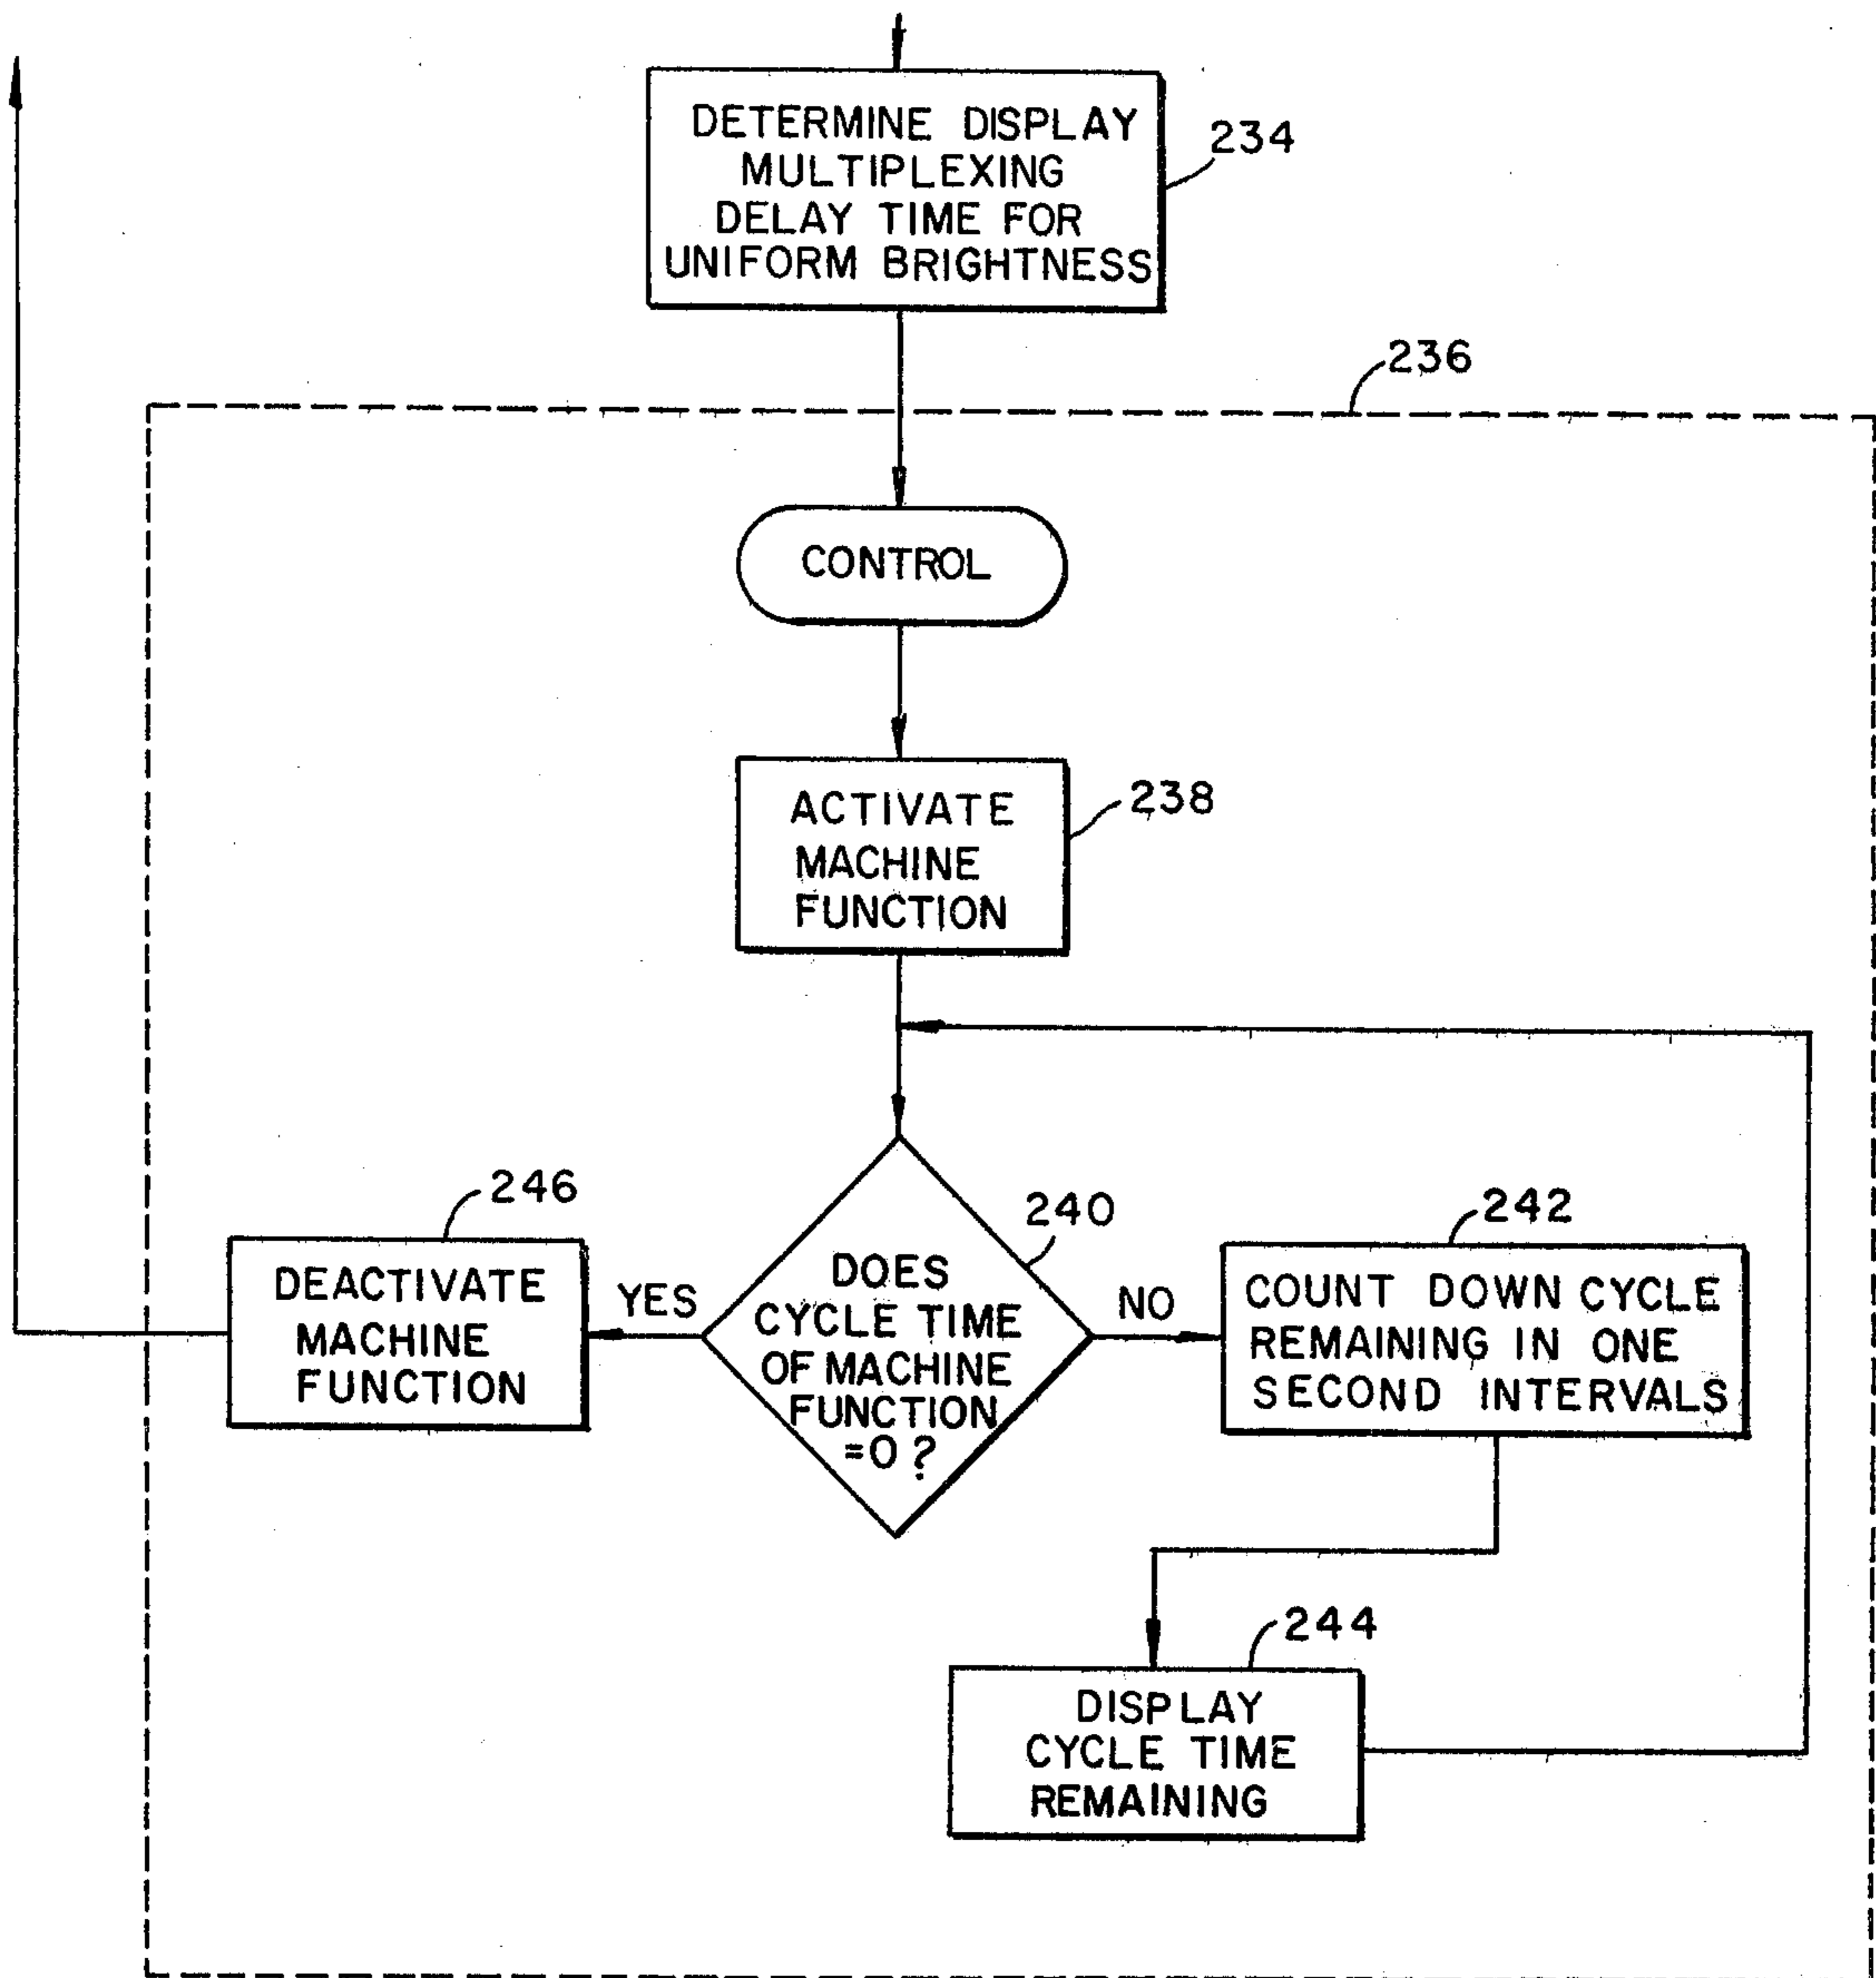 DETERMINE DISPLAY
MULTIPLEXING
DELAY TIME FOR
UNIFORM BRIGHTNESS
234
236
CONTROL
ACTIVATE
MACHINE
FUNCTION
238
246
DEACTIVATE
MACHINE
FUNCTION
YES
240
DOES
CYCLE TIME
OF MACHINE
FUNCTION
=0?
NO
242
COUNT DOWN CYCLE
REMAINING IN ONE
SECOND INTERVALS
244
DISPLAY
CYCLE TIME
REMAINING